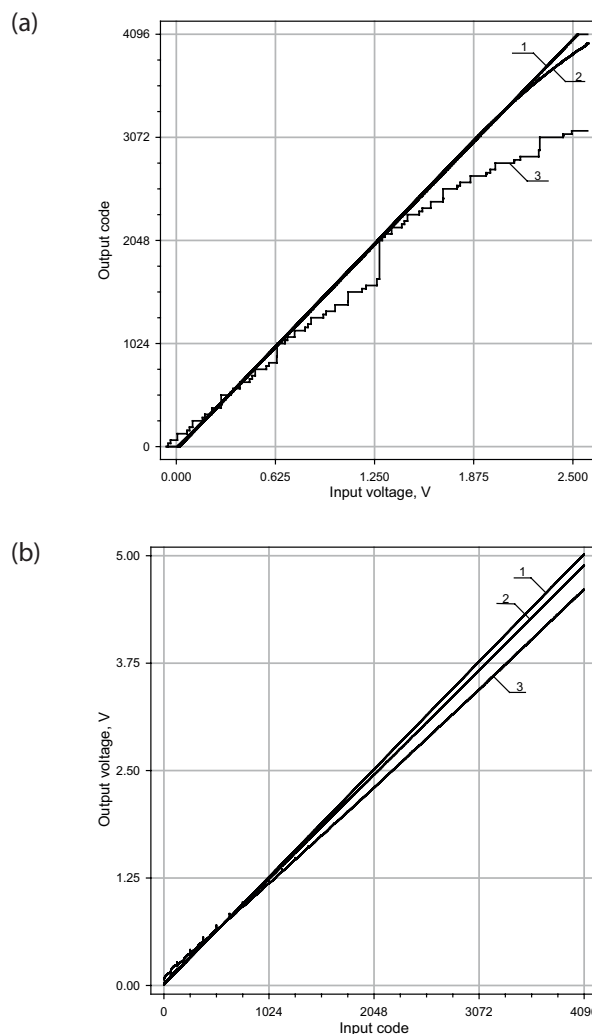 (a)
4096
3072
2048
1024
0
Output code
1
2
3
0.000 0.625 1.250 1.875 2.500
Input voltage, V
(b)
5.00
3.75
2.50
1.25
0.00
Output voltage, V
1
2
3
0 1024 2048 3072 4096
Input code